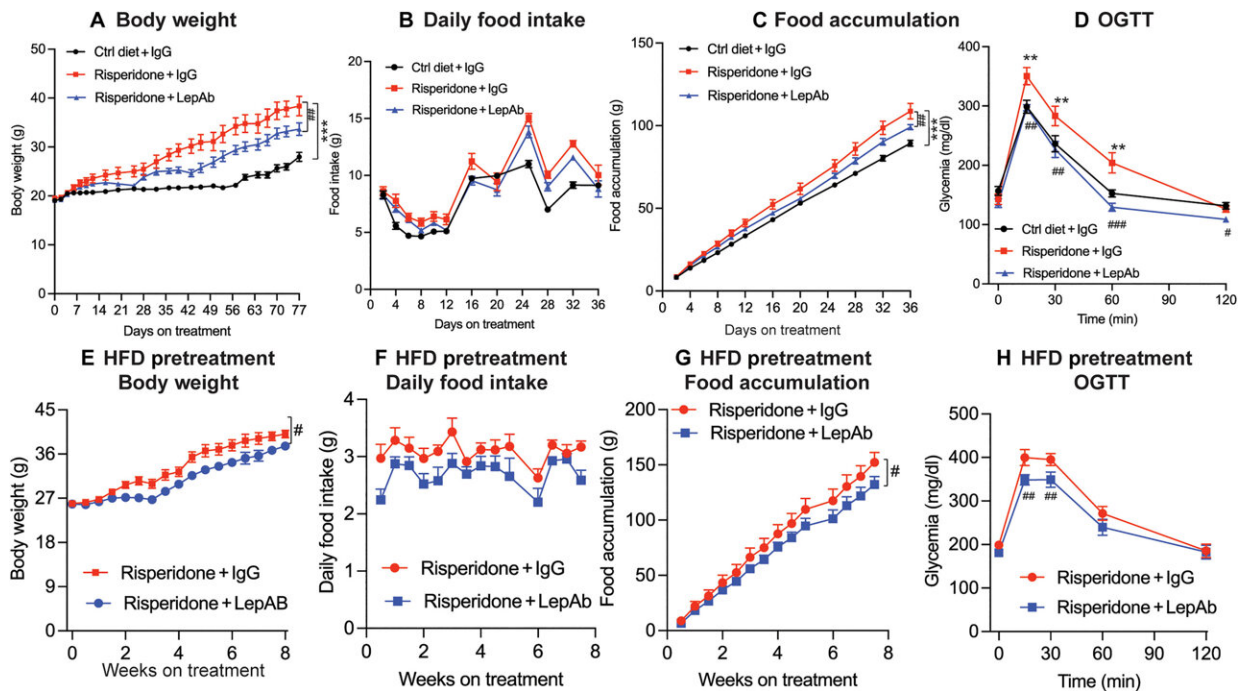 A Body weight
Body weight (g)
50
40
30
20
10
0
Ctrl diet + IgG
Risperidone + IgG
Risperidone + LepAb
##
***
0 7 14 21 28 35 42 49 56 63 70 77
Days on treatment
B Daily food intake
Food intake (g)
20
15
10
5
0
Ctrl diet + IgG
Risperidone + IgG
Risperidone + LepAb
0 4 8 12 16 20 24 28 32 36
Days on treatment
C Food accumulation
Food accumulation (g)
150
100
50
0
Ctrl diet + IgG
Risperidone + IgG
Risperidone + LepAb
##
***
0 4 8 12 16 20 24 28 32 36
Days on treatment
D OGTT
Glycemia (mg/dl)
400
300
200
100
0
**
**
**
##
##
###
#
Ctrl diet + IgG
Risperidone + IgG
Risperidone + LepAb
0 30 60 90 120
Time (min)
E HFD pretreatment
Body weight
Body weight (g)
45
36
27
18
9
0
#
Risperidone + IgG
Risperidone + LepAB
0 2 4 6 8
Weeks on treatment
F HFD pretreatment
Daily food intake
Daily food intake (g)
4
3
2
1
0
Risperidone + IgG
Risperidone + LepAb
0 2 4 6 8
Weeks on treatment
G HFD pretreatment
Food accumulation
Food accumulation (g)
200
150
100
50
0
Risperidone + IgG
Risperidone + LepAb
#
0 2 4 6 8
Weeks on treatment
H HFD pretreatment
OGTT
Glycemia (mg/dl)
500
400
300
200
100
0
##
##
Risperidone + IgG
Risperidone + LepAb
0 30 60 90 120
Time (min)